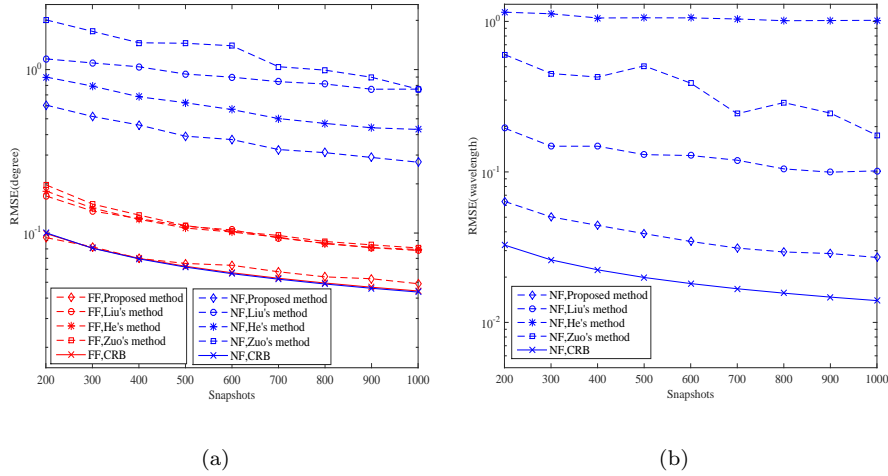 10^0
10^-1
RMSE(degree)
FF,Proposed method
FF,Liu's method
FF,He's method
FF,Zuo's method
FF,CRB
NF,Proposed method
NF,Liu's method
NF,He's method
NF,Zuo's method
NF,CRB
200 300 400 500 600 700 800 900 1000
Snapshots
(a)
10^0
10^-1
10^-2
RMSE(wavelength)
NF,Proposed method
NF,Liu's method
NF,He's method
NF,Zuo's method
NF,CRB
200 300 400 500 600 700 800 900 1000
Snapshots
(b)